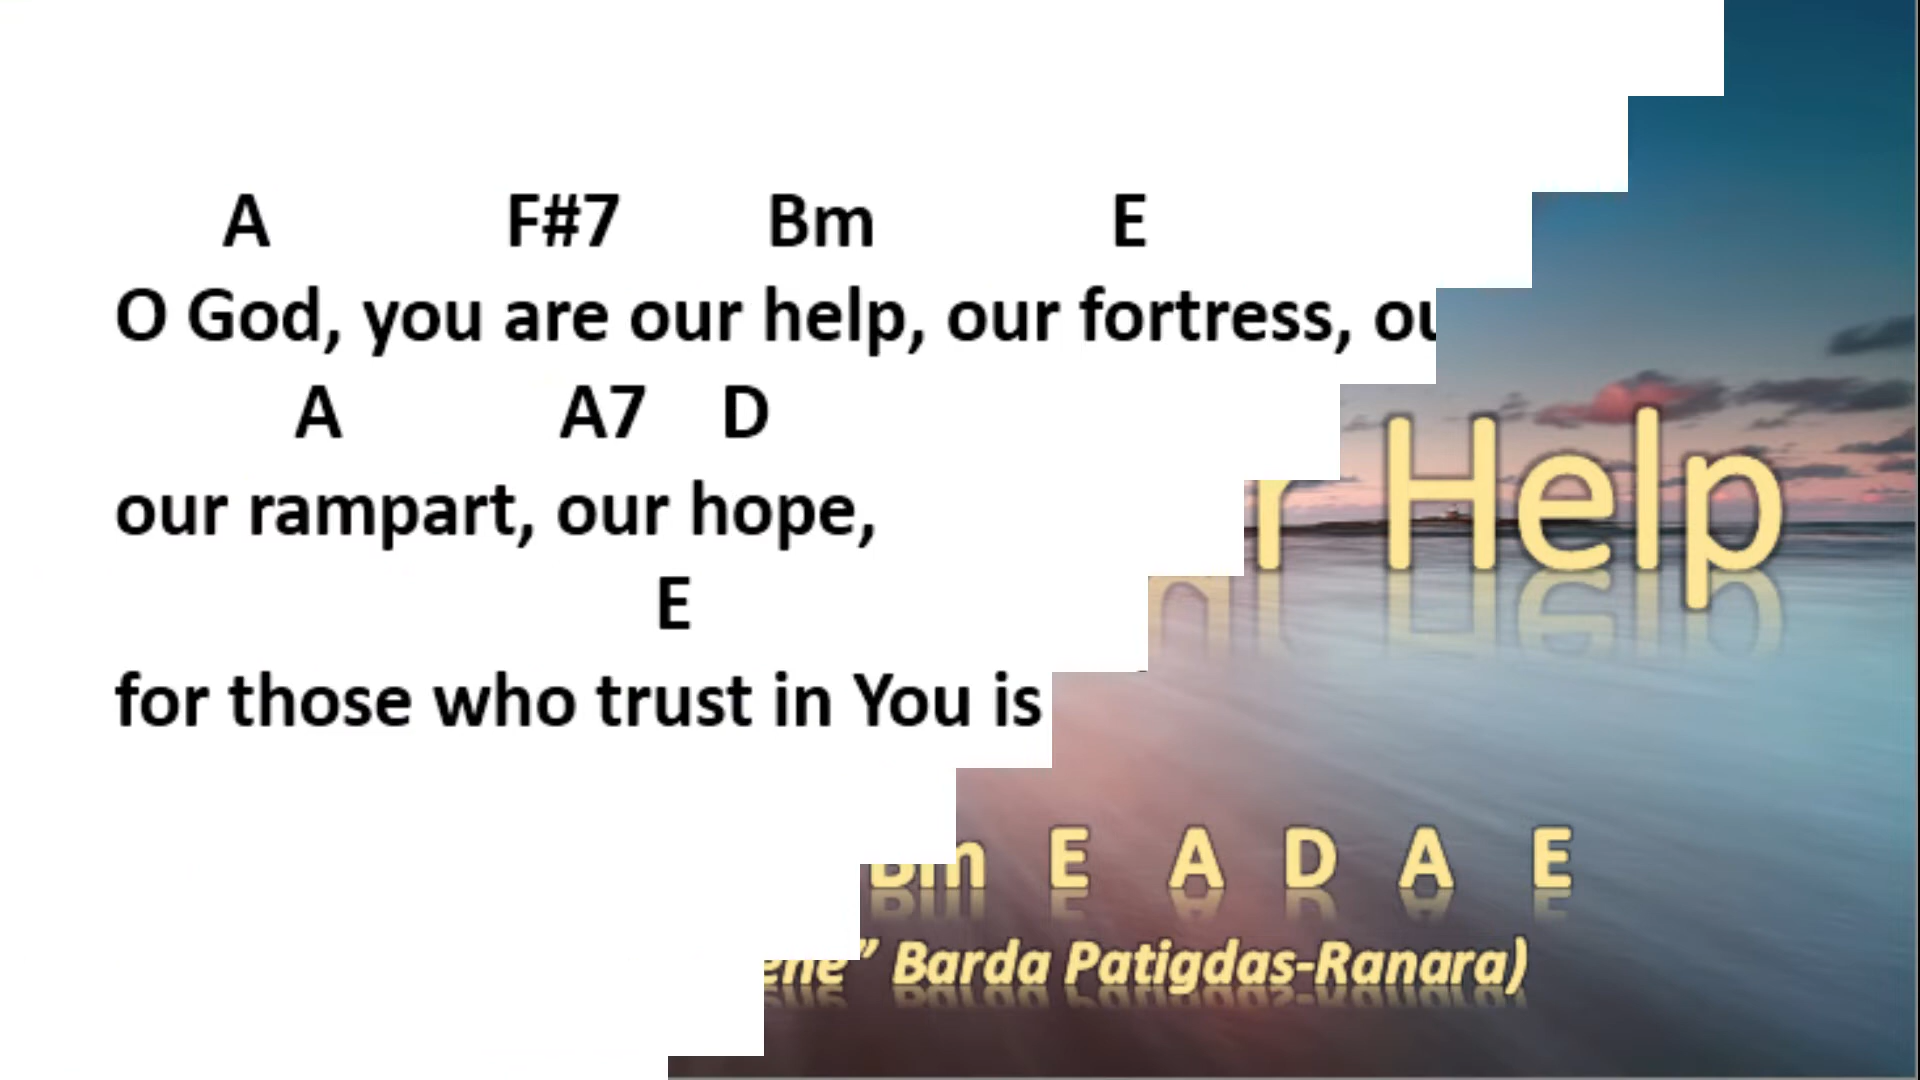 A F#7 Bm E
O God, you are our help, our fortress,
A A7 D
our rampart, our hope,
E
for those who trust in You is
Help
Bm E A D A E
Barda Patigdas-Ranara)